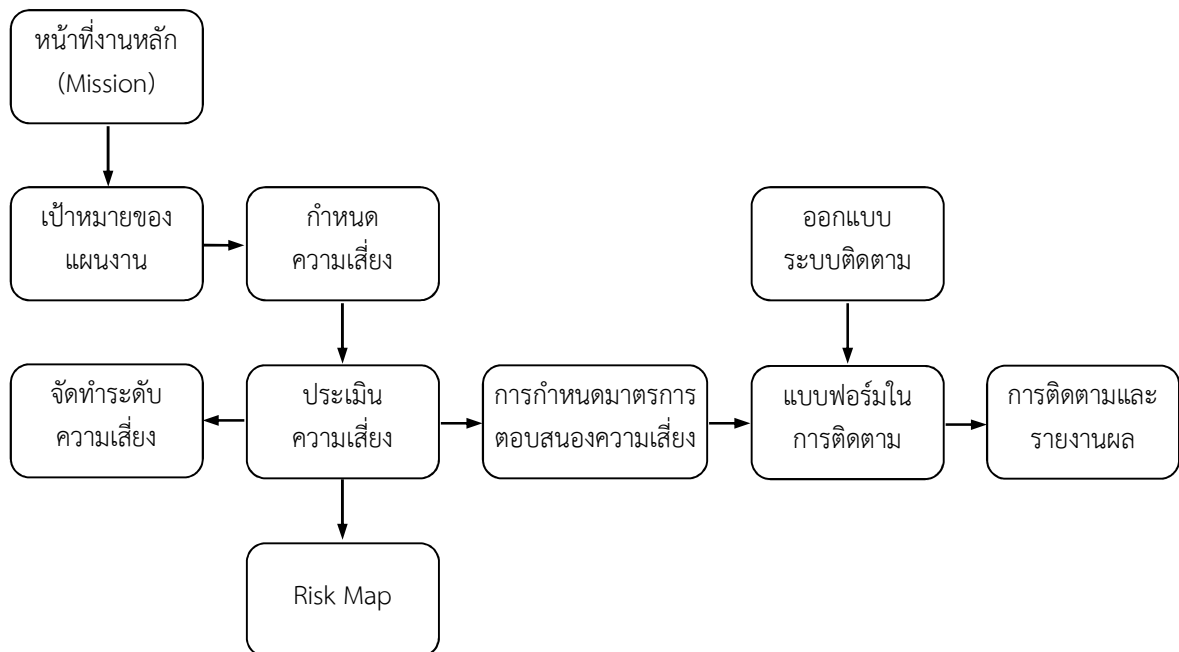 หน้าที่งานหลัก
(Mission)
เป้าหมายของ
แผนงาน
กำหนด
ความเสี่ยง
ออกแบบ
ระบบติดตาม
จัดทำระดับ
ความเสี่ยง
ประเมิน
ความเสี่ยง
การกำหนดมาตรการ
ตอบสนองความเสี่ยง
แบบฟอร์มใน
การติดตาม
การติดตามและ
รายงานผล
Risk Map